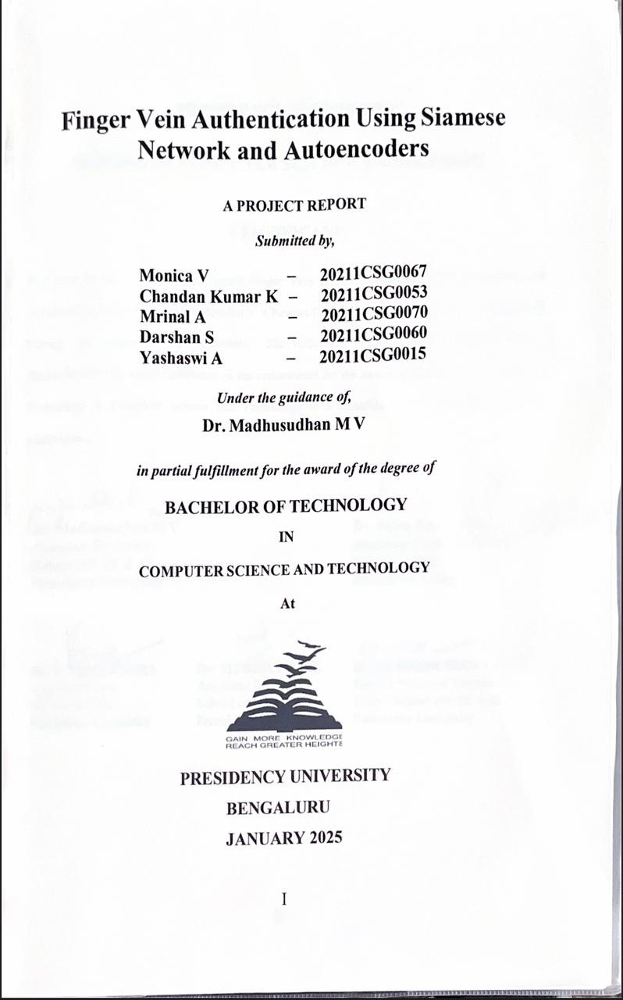 Finger Vein Authentication Using Siamese
Network and Autoencoders
A PROJECT REPORT
Submitted by,
Monica V – 20211CSG0067
Chandan Kumar K – 20211CSG0053
Mrinal A – 20211CSG0070
Darshan S – 20211CSG0060
Yashaswi A – 20211CSG0015
Under the guidance of,
Dr. Madhusudhan M V
in partial fulfillment for the award of the degree of
BACHELOR OF TECHNOLOGY
IN
COMPUTER SCIENCE AND TECHNOLOGY
At
GAIN MORE KNOWLEDGE
REACH GREATER HEIGHTS
PRESIDENCY UNIVERSITY
BENGALURU
JANUARY 2025
I